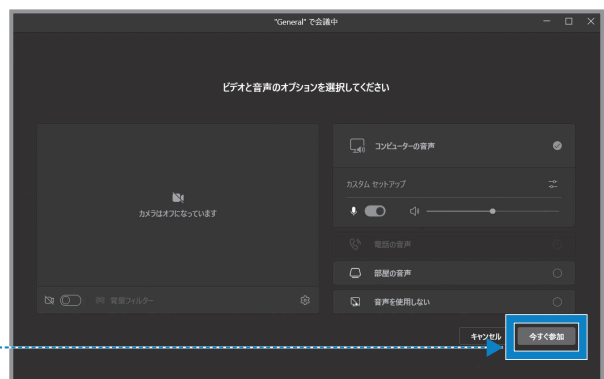 "General" で会議中
ビデオと音声のオプションを選択してください
カメラはオフになっています
背景フィルター
コンピューターの音声
カスタム セットアップ
電話の音声
部屋の音声
音声を使用しない
キャンセル
今すぐ参加